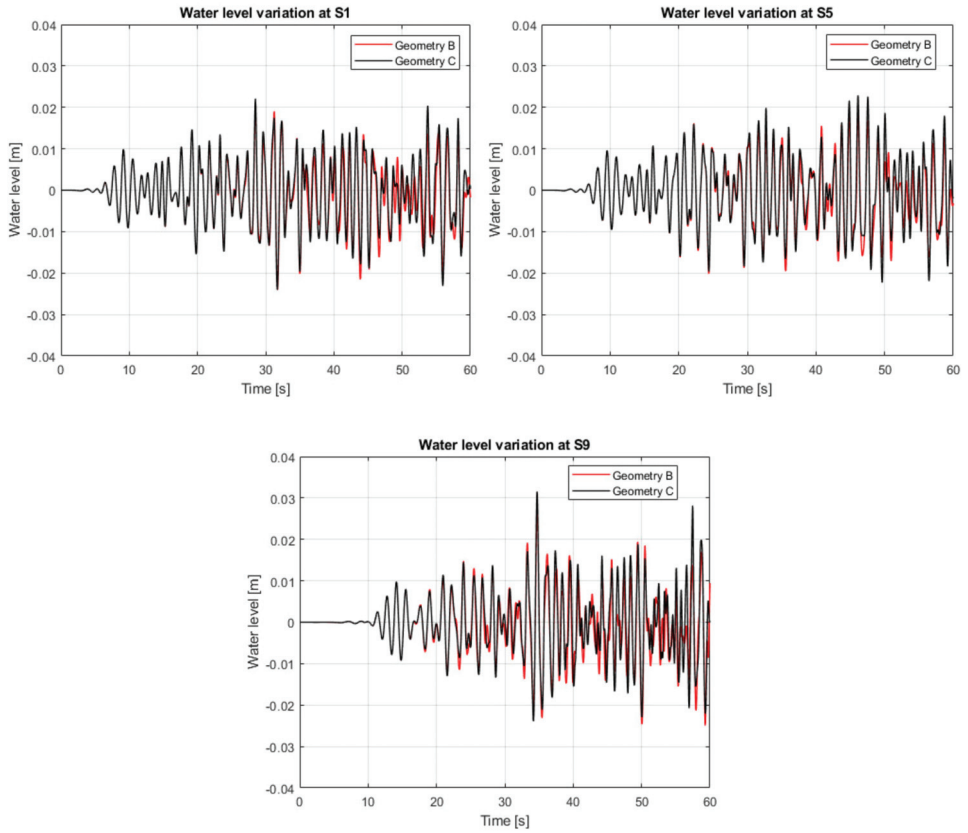 Water level variation at S1
0.04
0.03
0.02
0.01
0
-0.01
-0.02
-0.03
-0.04
Water level [m]
Geometry B
Geometry C
0 10 20 30 40 50 60
Time [s]
Water level variation at S5
0.04
0.03
0.02
0.01
0
-0.01
-0.02
-0.03
-0.04
Water level [m]
Geometry B
Geometry C
0 10 20 30 40 50 60
Time [s]
Water level variation at S9
0.04
0.03
0.02
0.01
0
-0.01
-0.02
-0.03
-0.04
Water level [m]
Geometry B
Geometry C
0 10 20 30 40 50 60
Time [s]